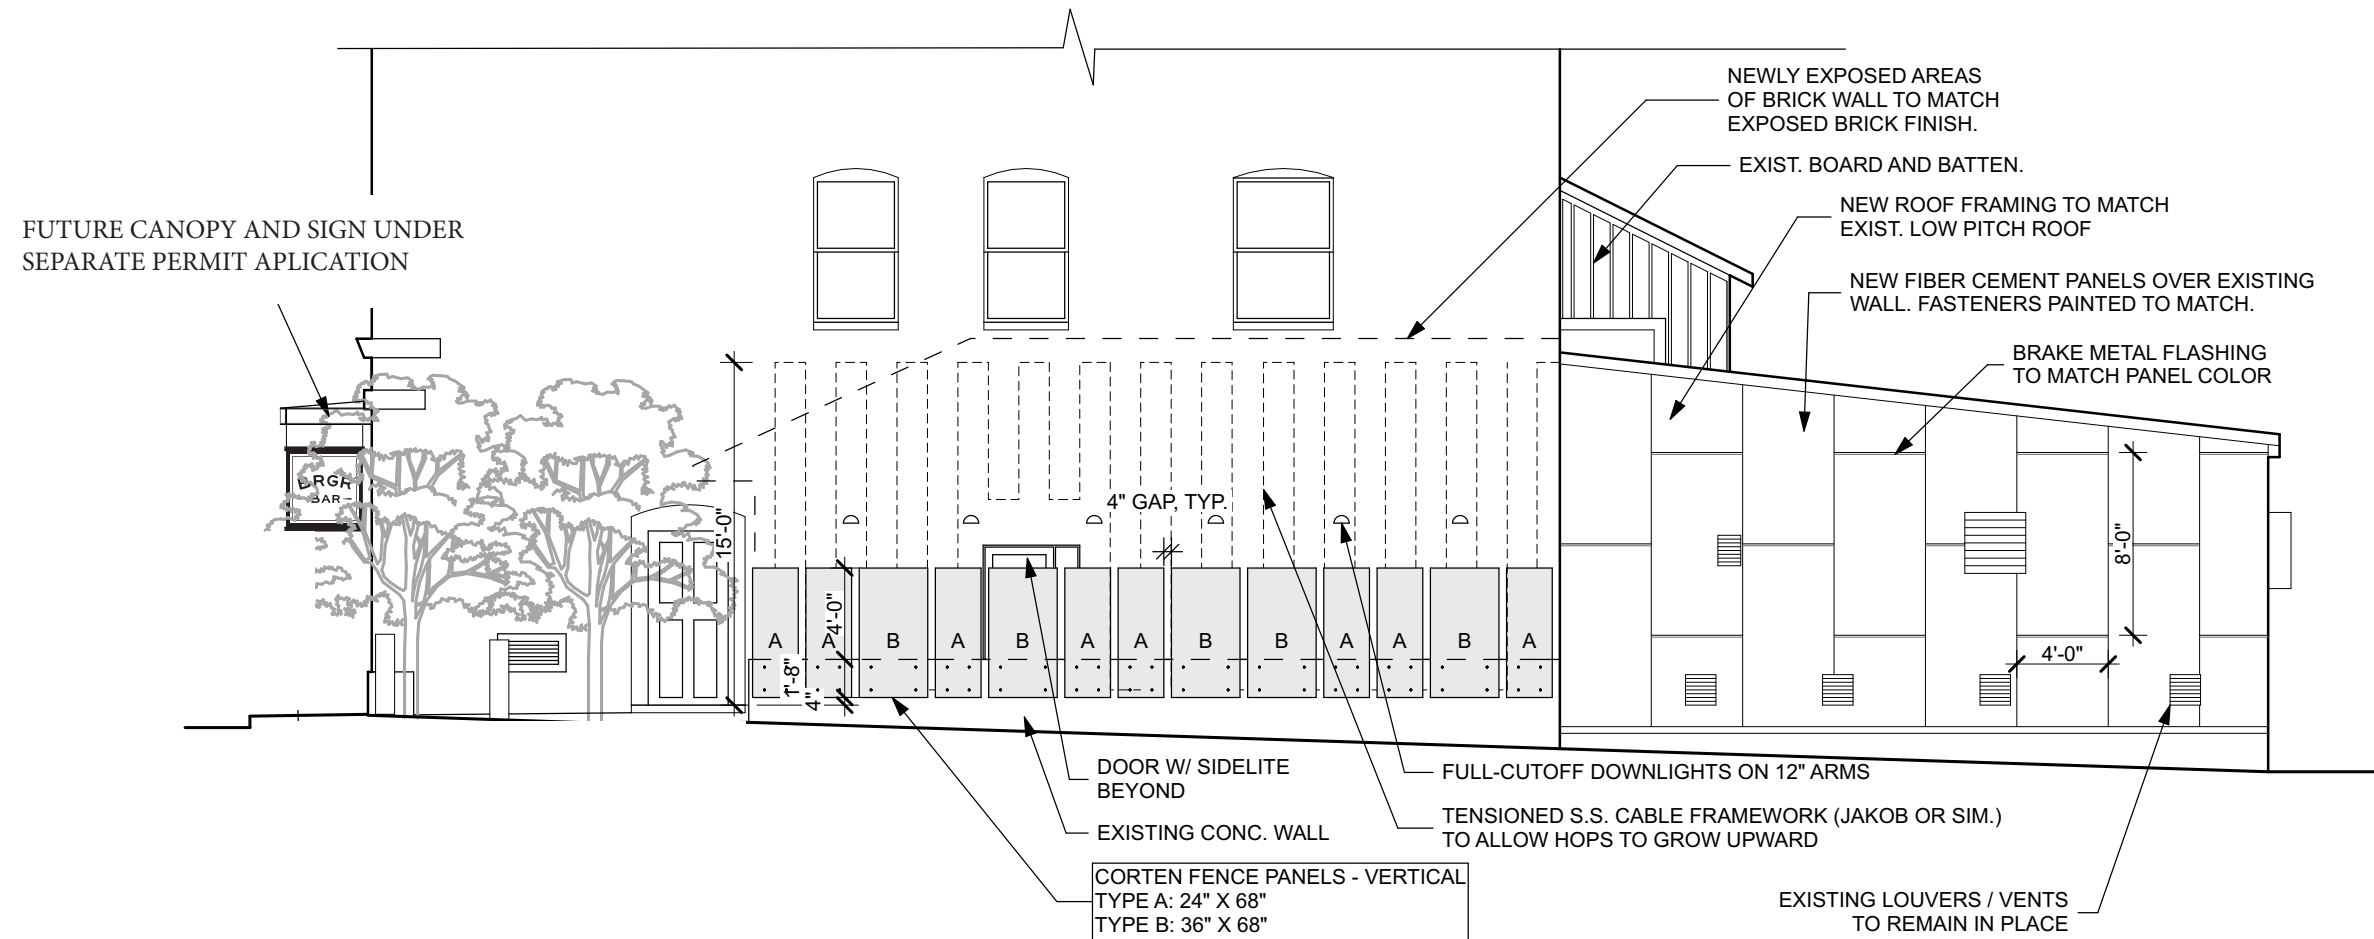 NEWLY EXPOSED AREAS
OF BRICK WALL TO MATCH
EXPOSED BRICK FINISH.
EXIST. BOARD AND BATTEN.
NEW ROOF FRAMING TO MATCH
EXIST. LOW PITCH ROOF
FUTURE CANOPY AND SIGN UNDER
SEPARATE PERMIT APLICATION
NEW FIBER CEMENT PANELS OVER EXISTING
WALL. FASTENERS PAINTED TO MATCH.
BRAKE METAL FLASHING
TO MATCH PANEL COLOR
BRGR
BAR
4" GAP, TYP.
15'-0"
8'-0"
4'-0"
A A B A B A A B B A A B A
4'-0"
1'-8"
4"
DOOR W/ SIDELITE
BEYOND
FULL-CUTOFF DOWNLIGHTS ON 12" ARMS
EXISTING CONC. WALL
TENSIONED S.S. CABLE FRAMEWORK (JAKOB OR SIM.)
TO ALLOW HOPS TO GROW UPWARD
CORTEN FENCE PANELS - VERTICAL
TYPE A: 24" X 68"
TYPE B: 36" X 68"
EXISTING LOUVERS / VENTS
TO REMAIN IN PLACE